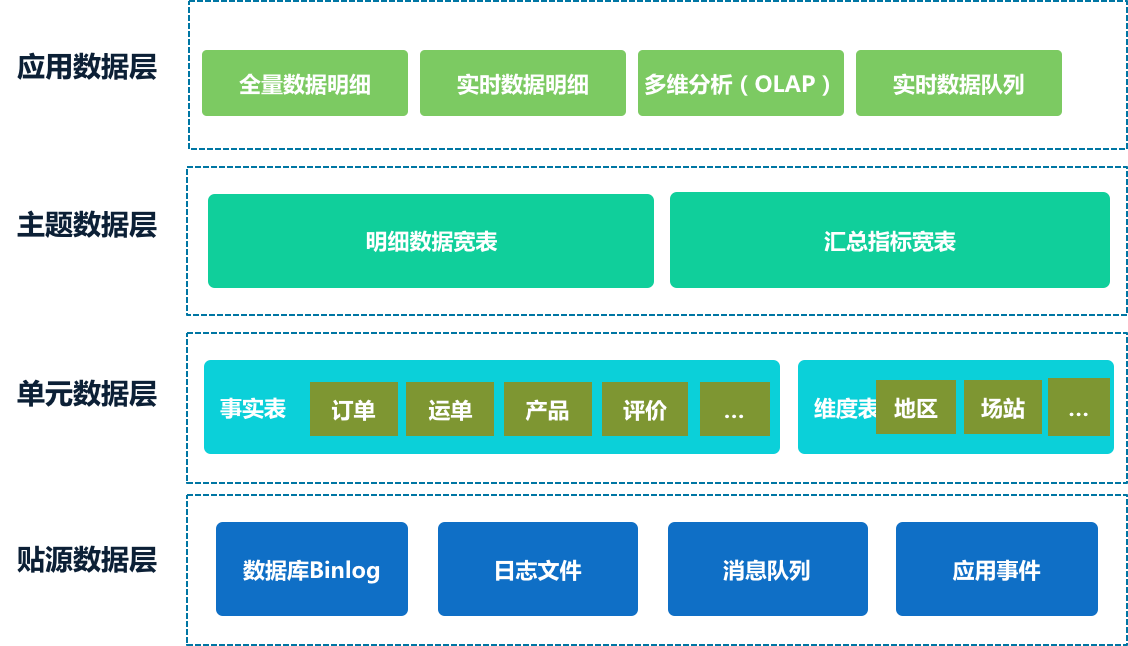 应用数据层
全量数据明细
实时数据明细
多维分析（OLAP）
实时数据队列
主题数据层
明细数据宽表
汇总指标宽表
单元数据层
事实表
订单
运单
产品
评价
...
维度表
地区
场站
...
贴源数据层
数据库Binlog
日志文件
消息队列
应用事件